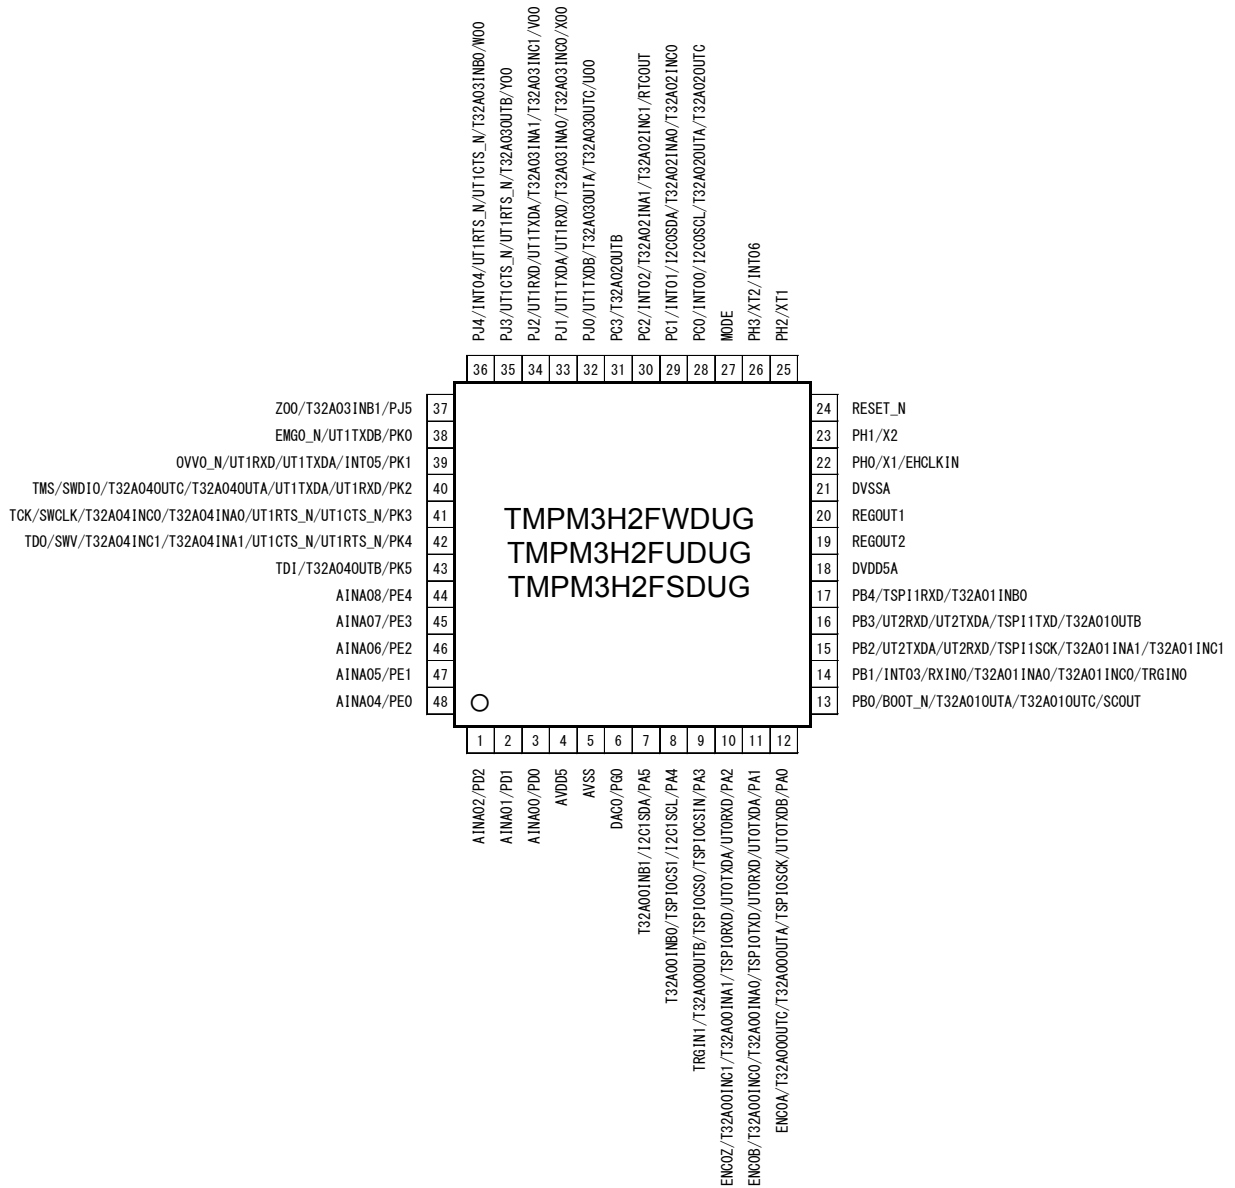 PJ4/INT04/UT1RTS_N/UT1CTS_N/T32A03INB0/WO0
PJ3/UT1CTS_N/UT1RTS_N/T32A03OUTB/YO0
PJ2/UT1RXD/UT1TXDA/T32A03INA1/T32A03INC1/VO0
PJ1/UT1TXDA/UT1RXD/T32A03INA0/T32A03INC0/XO0
PJ0/UT1TXDB/T32A03OUTA/T32A03OUTC/UO0
PC3/T32A02OUTB
PC2/INT02/T32A02INA1/T32A02INC1/RTCOUT
PC1/INT01/I2C0SDA/T32A02INA0/T32A02INC0
PC0/INT00/I2C0SCL/T32A02OUTA/T32A02OUTC
MODE
PH3/XT2/INT06
PH2/XT1
36 35 34 33 32 31 30 29 28 27 26 25
ZO0/T32A03INB1/PJ5 37
EMG0_N/UT1TXDB/PK0 38
OVV0_N/UT1RXD/UT1TXDA/INT05/PK1 39
TMS/SWDIO/T32A04OUTC/T32A04OUTA/UT1TXDA/UT1RXD/PK2 40
TCK/SWCLK/T32A04INC0/T32A04INA0/UT1RTS_N/UT1CTS_N/PK3 41
TDO/SWV/T32A04INC1/T32A04INA1/UT1CTS_N/UT1RTS_N/PK4 42
TDI/T32A04OUTB/PK5 43
AINA08/PE4 44
AINA07/PE3 45
AINA06/PE2 46
AINA05/PE1 47
AINA04/PE0 48
TMPM3H2FWDUG
TMPM3H2FUDUG
TMPM3H2FSDUG
24 RESET_N
23 PH1/X2
22 PH0/X1/EHCLKIN
21 DVSSA
20 REGOUT1
19 REGOUT2
18 DVDD5A
17 PB4/TSPI1RXD/T32A01INB0
16 PB3/UT2RXD/UT2TXDA/TSPI1TXD/T32A01OUTB
15 PB2/UT2TXDA/UT2RXD/TSPI1SCK/T32A01INA1/T32A01INC1
14 PB1/INT03/RXIN0/T32A01INA0/T32A01INC0/TRGIN0
13 PB0/BOOT_N/T32A01OUTA/T32A01OUTC/SCOUT
1 2 3 4 5 6 7 8 9 10 11 12
AINA02/PD2
AINA01/PD1
AINA00/PD0
AVDD5
AVSS
DAC0/PG0
T32A00INB1/I2C1SDA/PA5
T32A00INB0/TSPI0CS1/I2C1SCL/PA4
TRGIN1/T32A00OUTB/TSPI0CS0/TSPI0CSIN/PA3
ENC0Z/T32A00INC1/T32A00INA1/TSPI0RXD/UT0TXDA/UT0RXD/PA2
ENC0B/T32A00INC0/T32A00INA0/TSPI0TXD/UT0RXD/UT0TXDA/PA1
ENC0A/T32A00OUTC/T32A00OUTA/TSPI0SCK/UT0TXDB/PA0